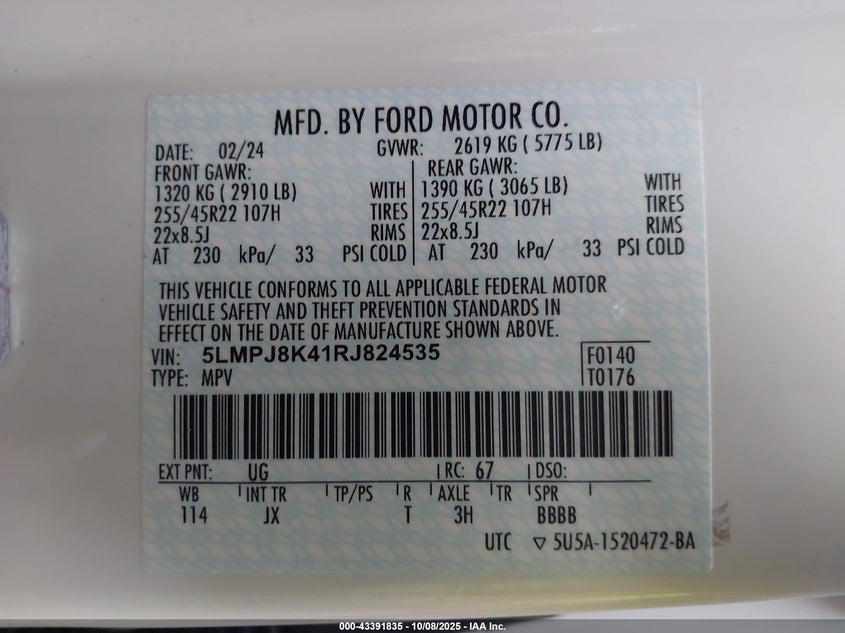 MFD. BY FORD MOTOR CO.
DATE: 02/24 GVWR: 2619 KG ( 5775 LB)
FRONT GAWR: REAR GAWR:
1320 KG ( 2910 LB) WITH 1390 KG ( 3065 LB) WITH
255/45R22 107H TIRES 255/45R22 107H TIRES
22x8.5J RIMS 22x8.5J RIMS
AT 230 kPa/ 33 PSI COLD AT 230 kPa/ 33 PSI COLD
THIS VEHICLE CONFORMS TO ALL APPLICABLE FEDERAL MOTOR
VEHICLE SAFETY AND THEFT PREVENTION STANDARDS IN
EFFECT ON THE DATE OF MANUFACTURE SHOWN ABOVE.
VIN: 5LMPJ8K41RJ824535 F0140
TYPE: MPV T0176
EXT PNT: UG RC: 67 DSO:
WB INT TR TP/PS R AXLE TR SPR
114 JX T 3H BBBB
UTC ▽ 5U5A-1520472-BA
000-43391835 - 10/08/2025 - IAA Inc.